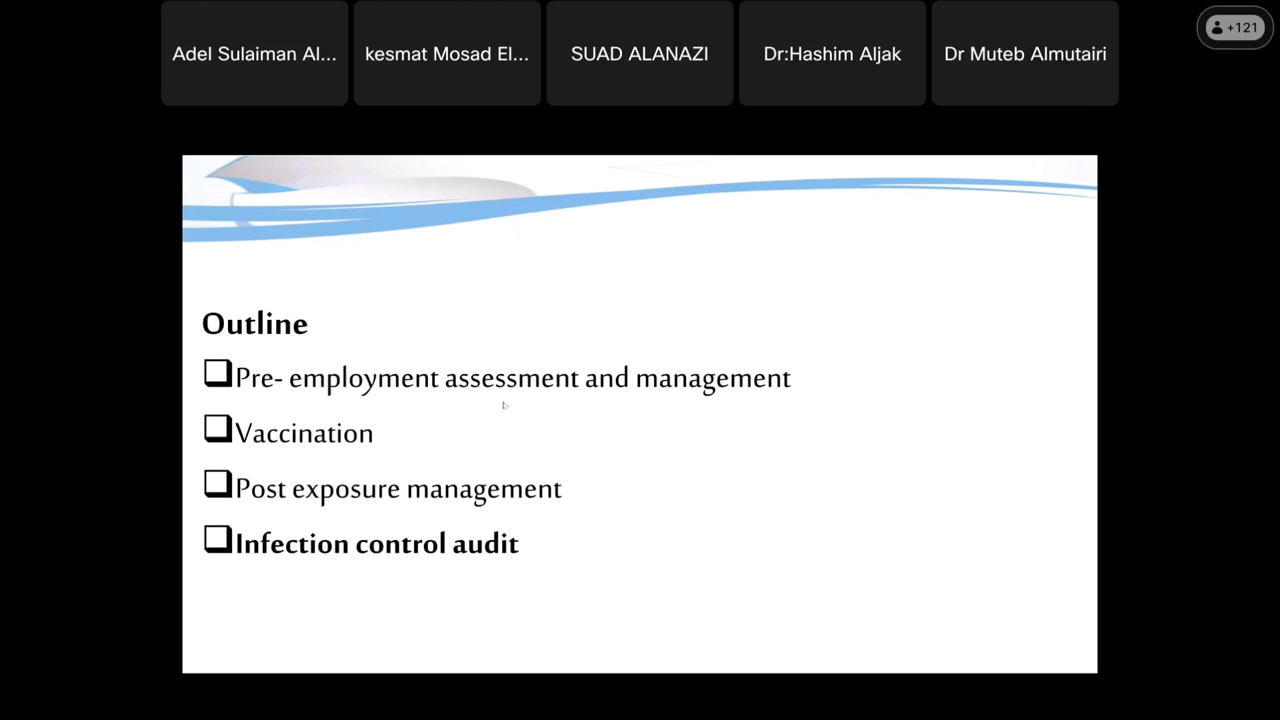 Adel Sulaiman Al...
kesmat Mosad El...
SUAD ALANAZI
Dr:Hashim Aljak
Dr Muteb Almutairi
+121
Outline
Pre- employment assessment and management
Vaccination
Post exposure management
Infection control audit